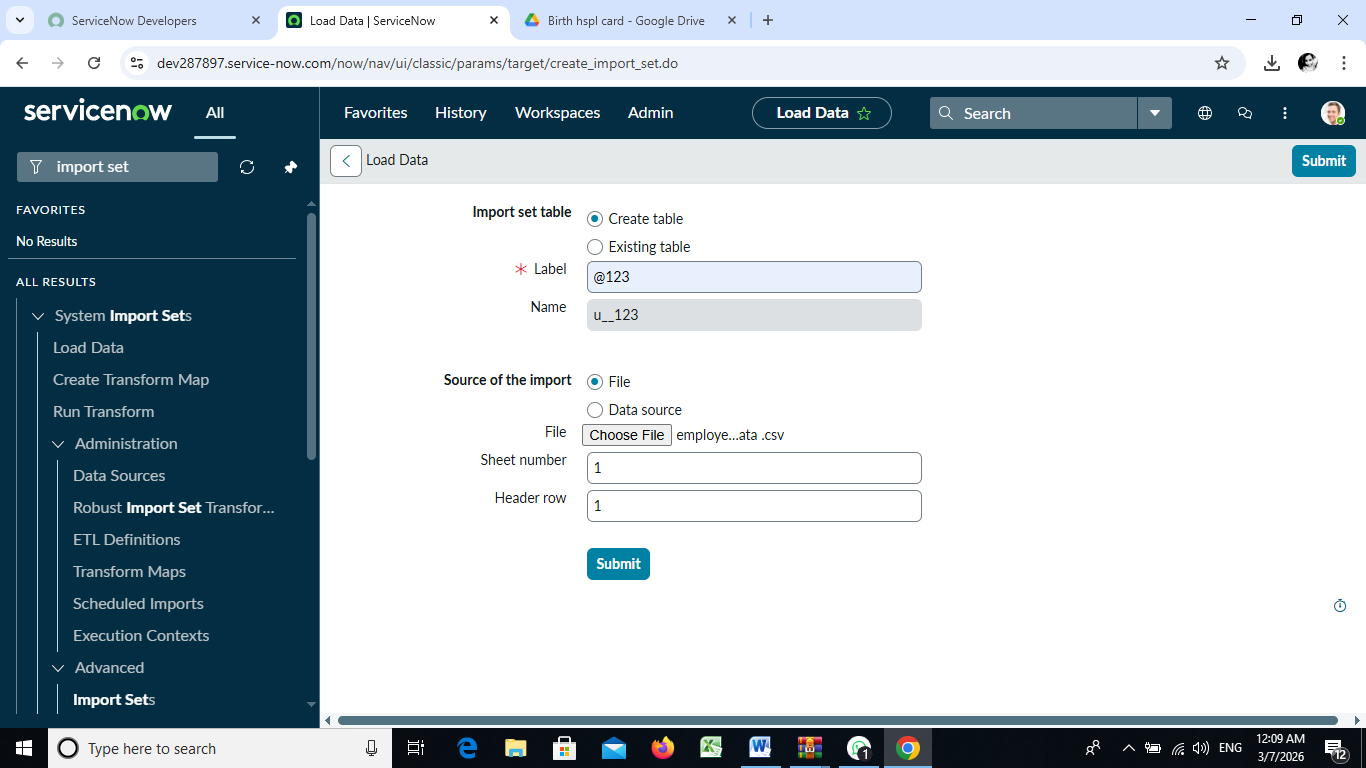 ServiceNow Developers
Load Data | ServiceNow
Birth hspl card - Google Drive
dev287897.service-now.com/now/nav/ui/classic/params/target/create_import_set.do
servicenow
All
Favorites
History
Workspaces
Admin
Load Data
Search
import set
Load Data
Submit
FAVORITES
No Results
ALL RESULTS
System Import Sets
Load Data
Create Transform Map
Run Transform
Administration
Data Sources
Robust Import Set Transfor...
ETL Definitions
Transform Maps
Scheduled Imports
Execution Contexts
Advanced
Import Sets
Import set table
Create table
Existing table
* Label
@123
Name
u__123
Source of the import
File
Data source
File
Choose File employe...ata .csv
Sheet number
1
Header row
1
Submit
Type here to search
1
ENG
12:09 AM
3/7/2026
12